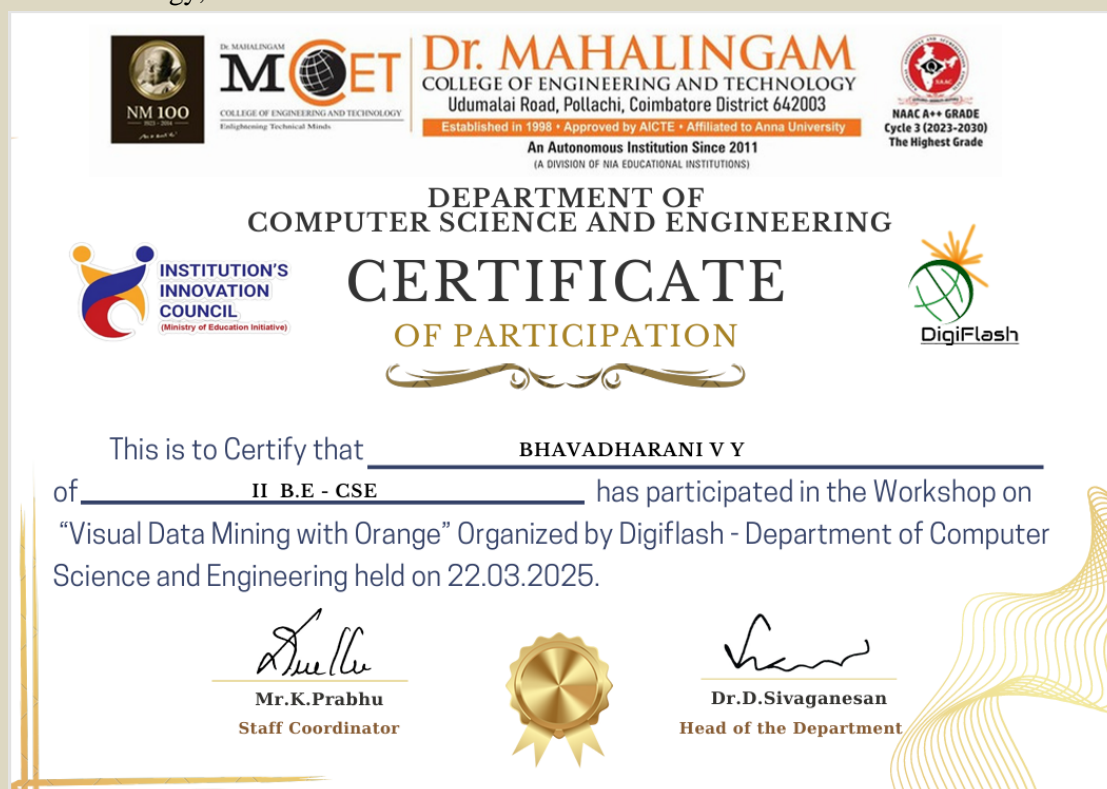 gy,
NM 100
1923 - 2014
Dr. MAHALINGAM
MCET
COLLEGE OF ENGINEERING AND TECHNOLOGY
Enlightening Technical Minds
Dr. MAHALINGAM
COLLEGE OF ENGINEERING AND TECHNOLOGY
Udumalai Road, Pollachi, Coimbatore District 642003
Established in 1998 • Approved by AICTE • Affiliated to Anna University
An Autonomous Institution Since 2011
(A DIVISION OF NIA EDUCATIONAL INSTITUTIONS)
NAAC
NAAC A++ GRADE
Cycle 3 (2023-2030)
The Highest Grade
DEPARTMENT OF
COMPUTER SCIENCE AND ENGINEERING
INSTITUTION'S
INNOVATION
COUNCIL
(Ministry of Education Initiative)
CERTIFICATE
OF PARTICIPATION
DigiFlash
This is to Certify that BHAVADHARANI V Y
of II B.E - CSE has participated in the Workshop on
“Visual Data Mining with Orange” Organized by Digiflash - Department of Computer
Science and Engineering held on 22.03.2025.
Mr.K.Prabhu
Staff Coordinator
Dr.D.Sivaganesan
Head of the Department